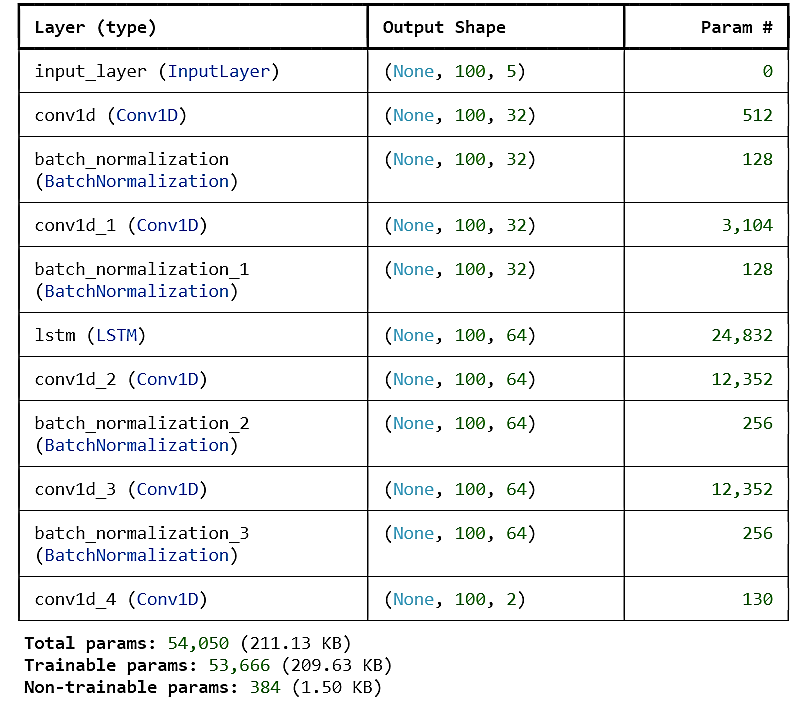 Layer (type) Output Shape Param #
input_layer (InputLayer) (None, 100, 5) 0
conv1d (Conv1D) (None, 100, 32) 512
batch_normalization (None, 100, 32) 128
(BatchNormalization)
conv1d_1 (Conv1D) (None, 100, 32) 3,104
batch_normalization_1 (None, 100, 32) 128
(BatchNormalization)
lstm (LSTM) (None, 100, 64) 24,832
conv1d_2 (Conv1D) (None, 100, 64) 12,352
batch_normalization_2 (None, 100, 64) 256
(BatchNormalization)
conv1d_3 (Conv1D) (None, 100, 64) 12,352
batch_normalization_3 (None, 100, 64) 256
(BatchNormalization)
conv1d_4 (Conv1D) (None, 100, 2) 130
Total params: 54,050 (211.13 KB)
Trainable params: 53,666 (209.63 KB)
Non-trainable params: 384 (1.50 KB)